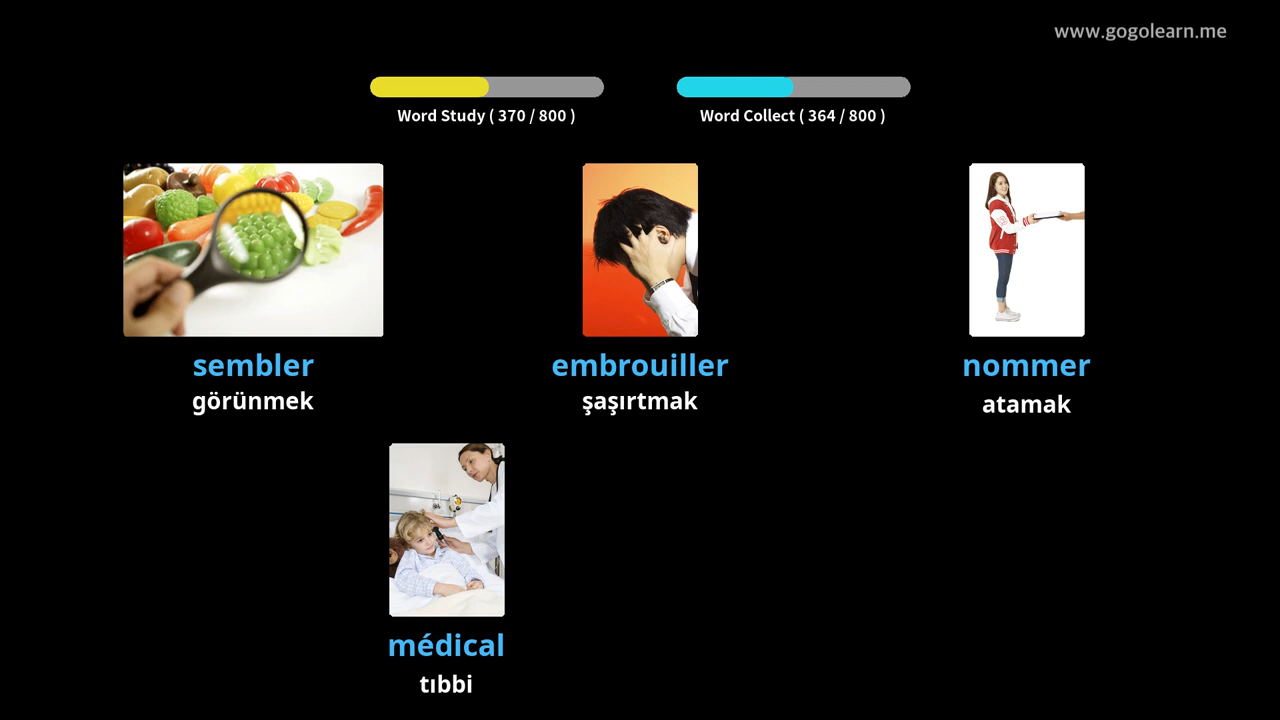 www.gogolearn.me
Word Study ( 370 / 800 )
Word Collect ( 364 / 800 )
sembler
görünmek
embrouiller
şaşırtmak
nommer
atamak
médical
tıbbi